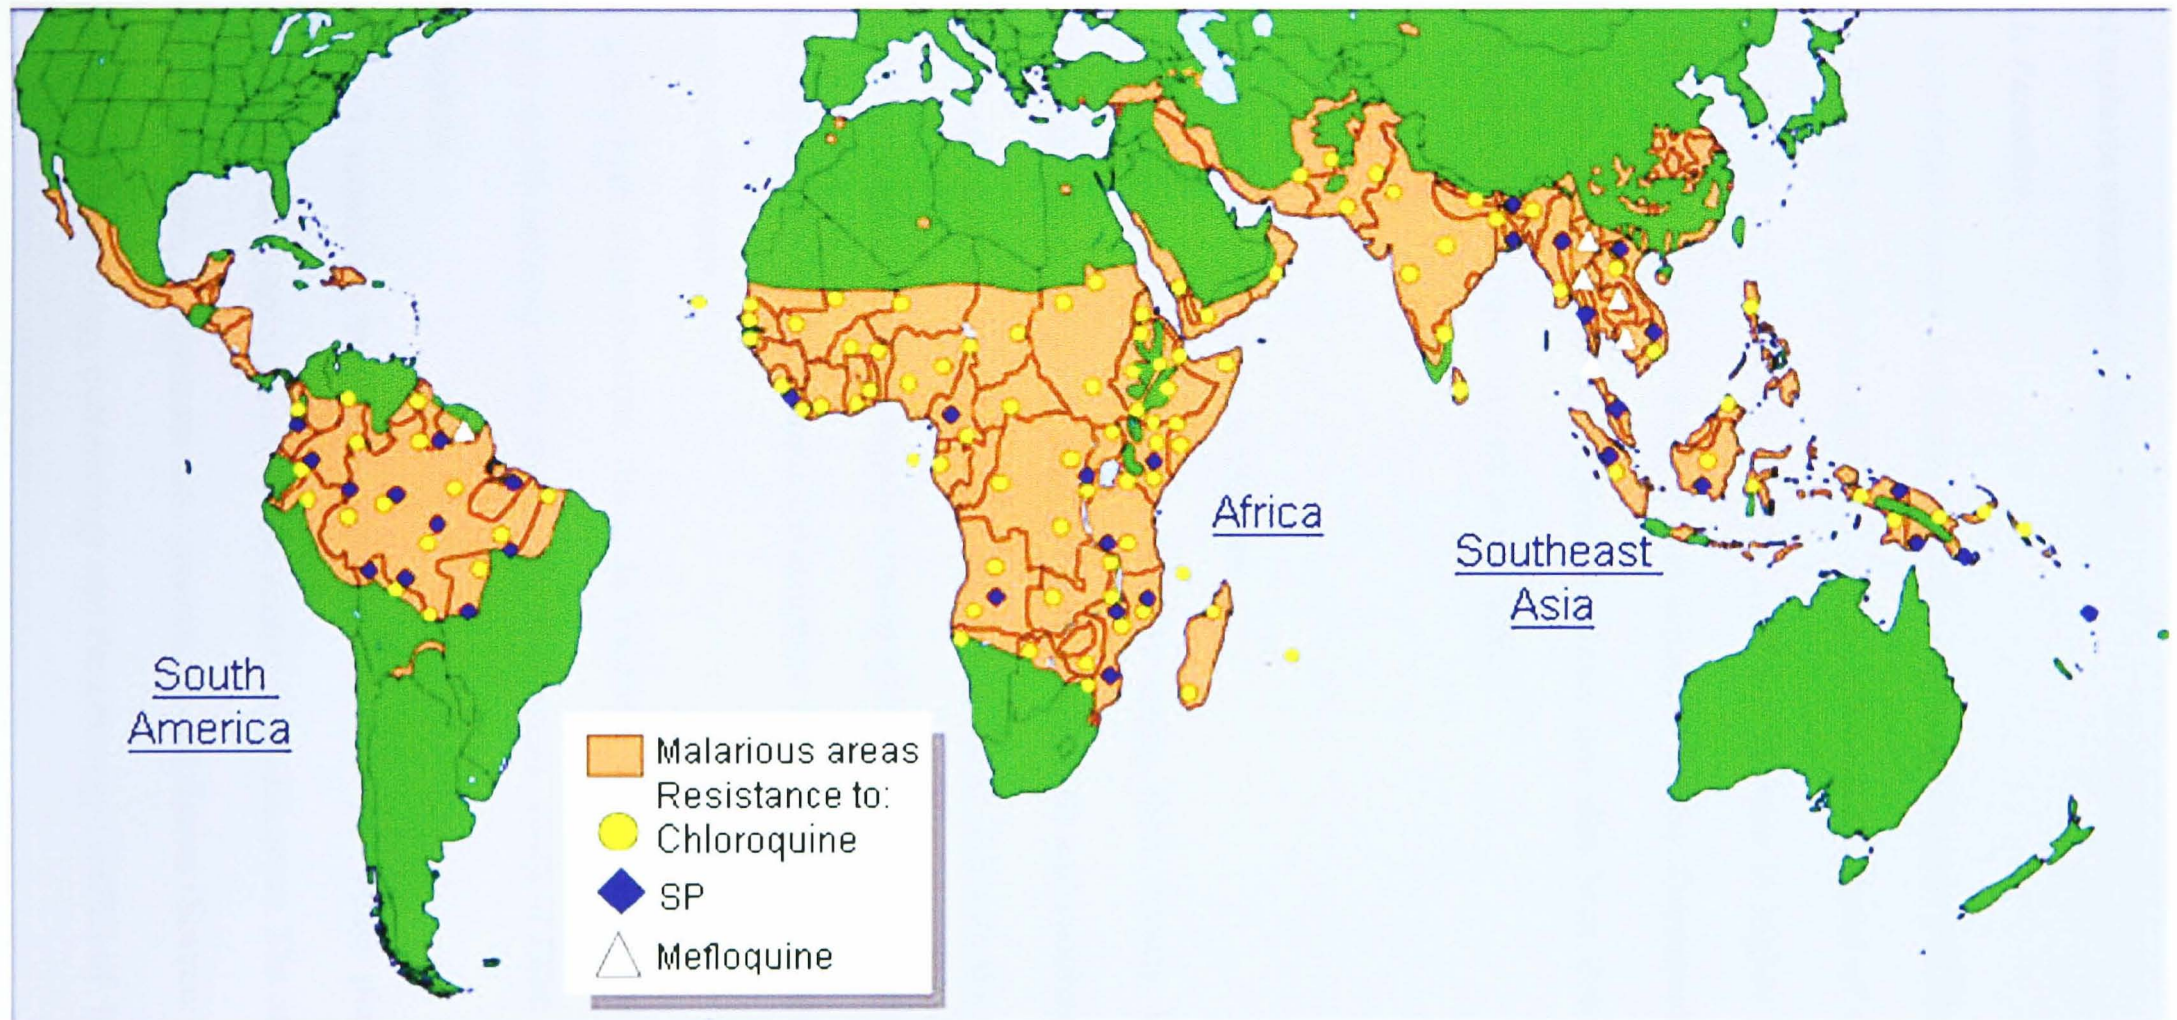 Africa
Southeast
Asia
South
America
Malarious areas
Resistance to:
Chloroquine
SP
Mefloquine